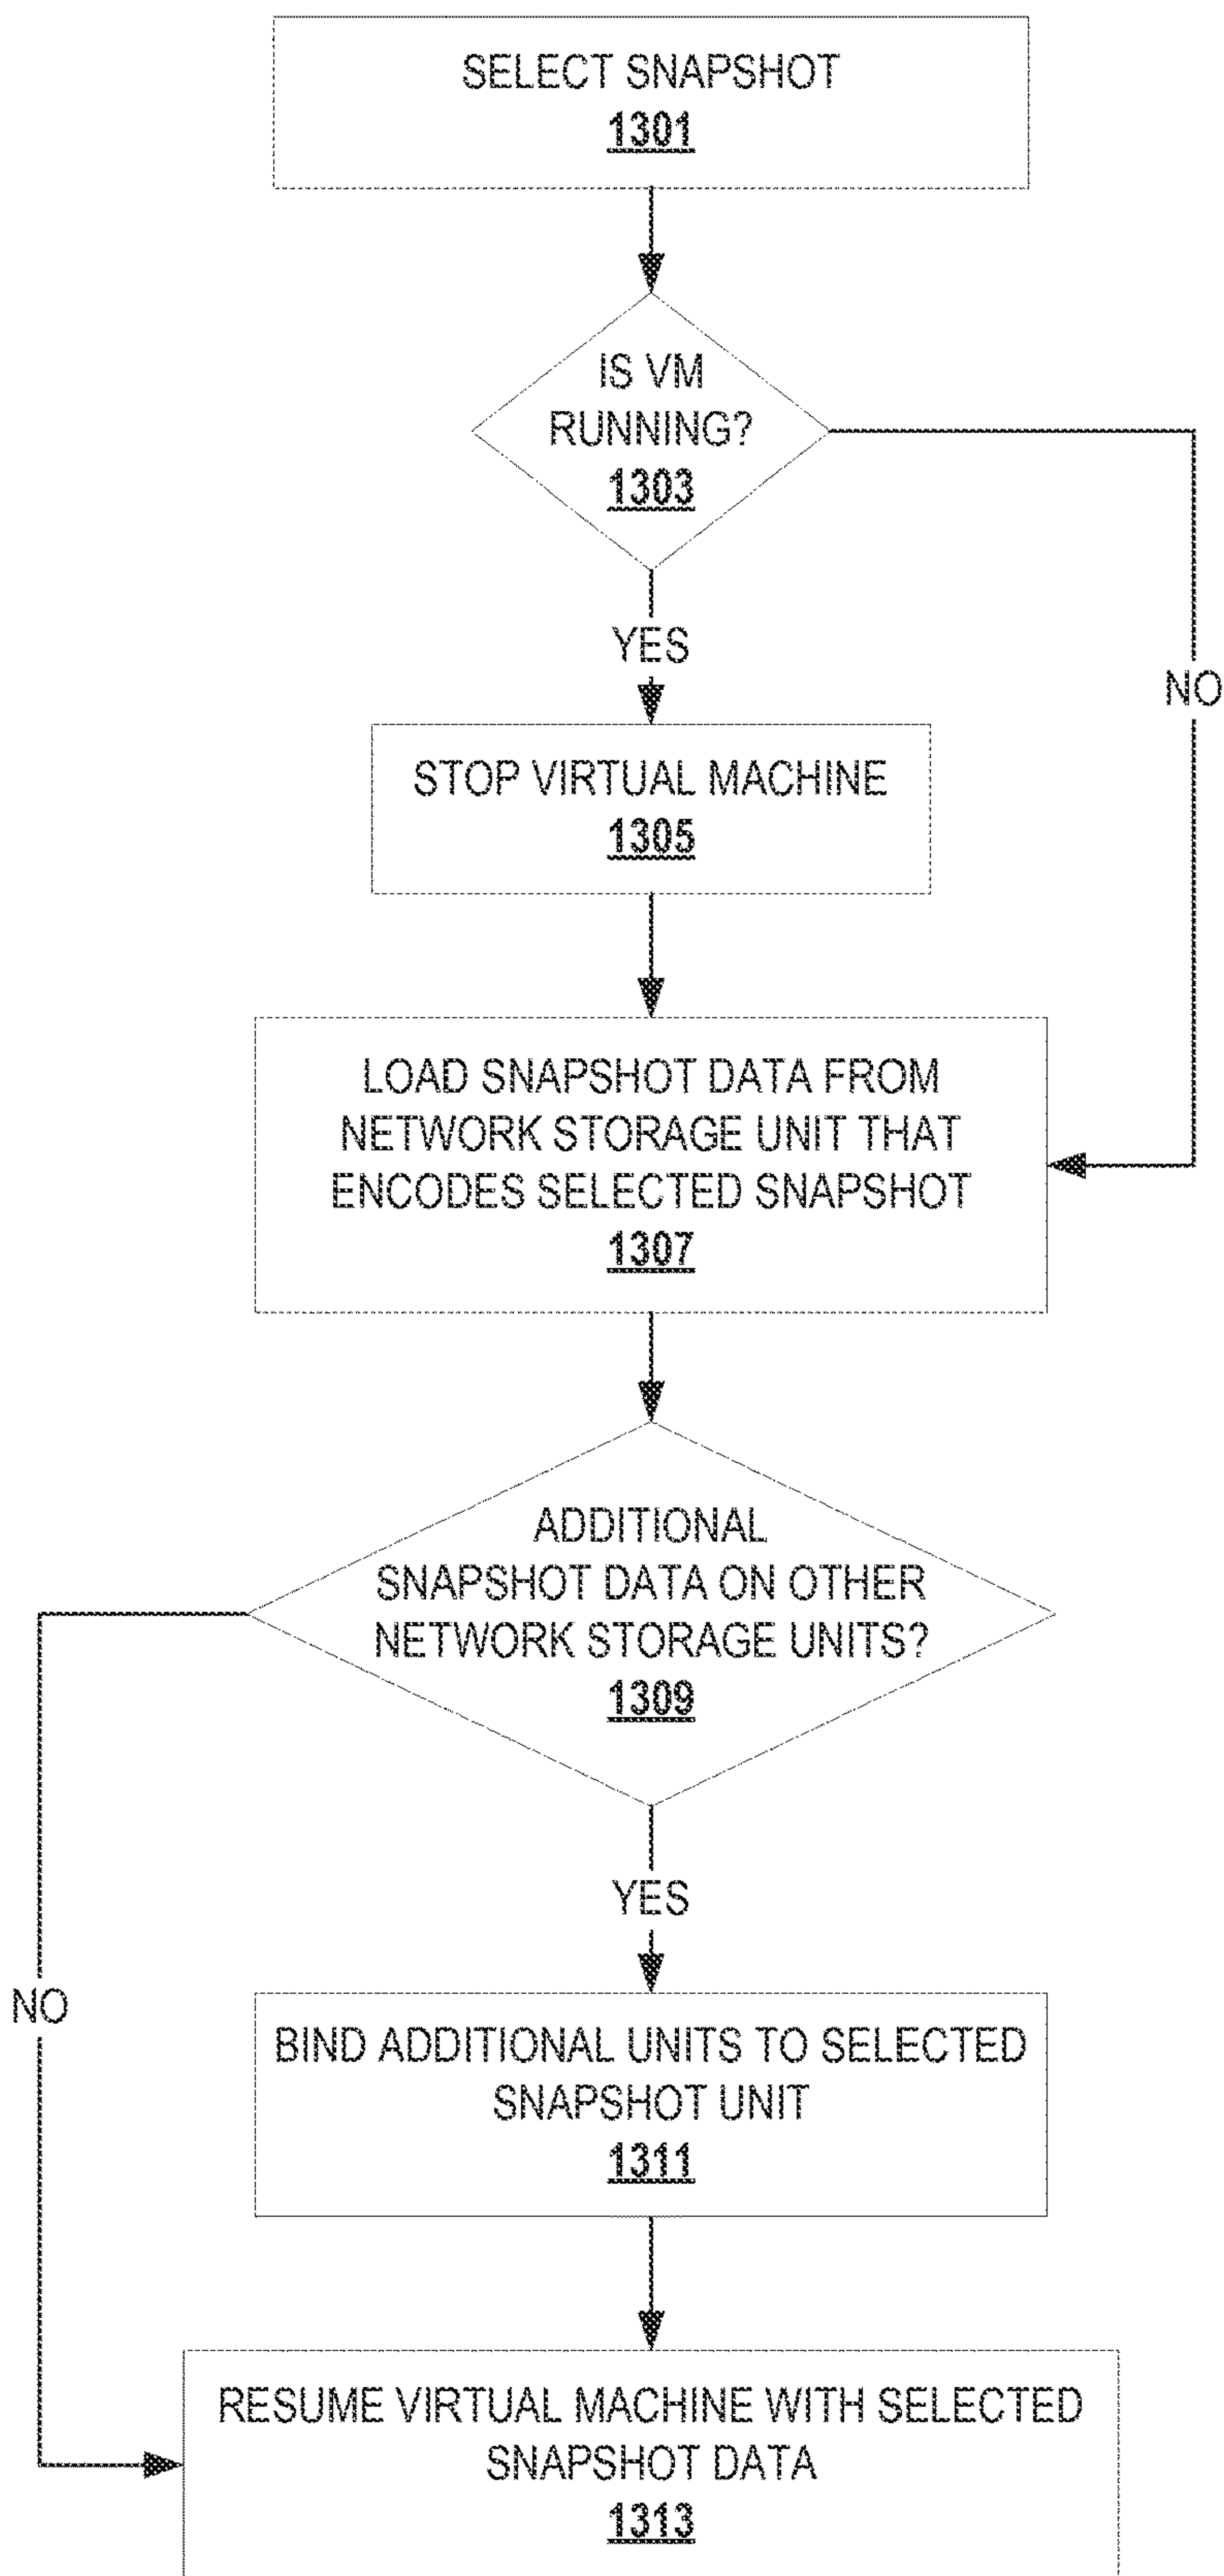 SELECT SNAPSHOT
1301
IS VM
RUNNING?
1303
YES
NO
STOP VIRTUAL MACHINE
1305
LOAD SNAPSHOT DATA FROM
NETWORK STORAGE UNIT THAT
ENCODES SELECTED SNAPSHOT
1307
ADDITIONAL
SNAPSHOT DATA ON OTHER
NETWORK STORAGE UNITS?
1309
YES
NO
BIND ADDITIONAL UNITS TO SELECTED
SNAPSHOT UNIT
1311
RESUME VIRTUAL MACHINE WITH SELECTED
SNAPSHOT DATA
1313